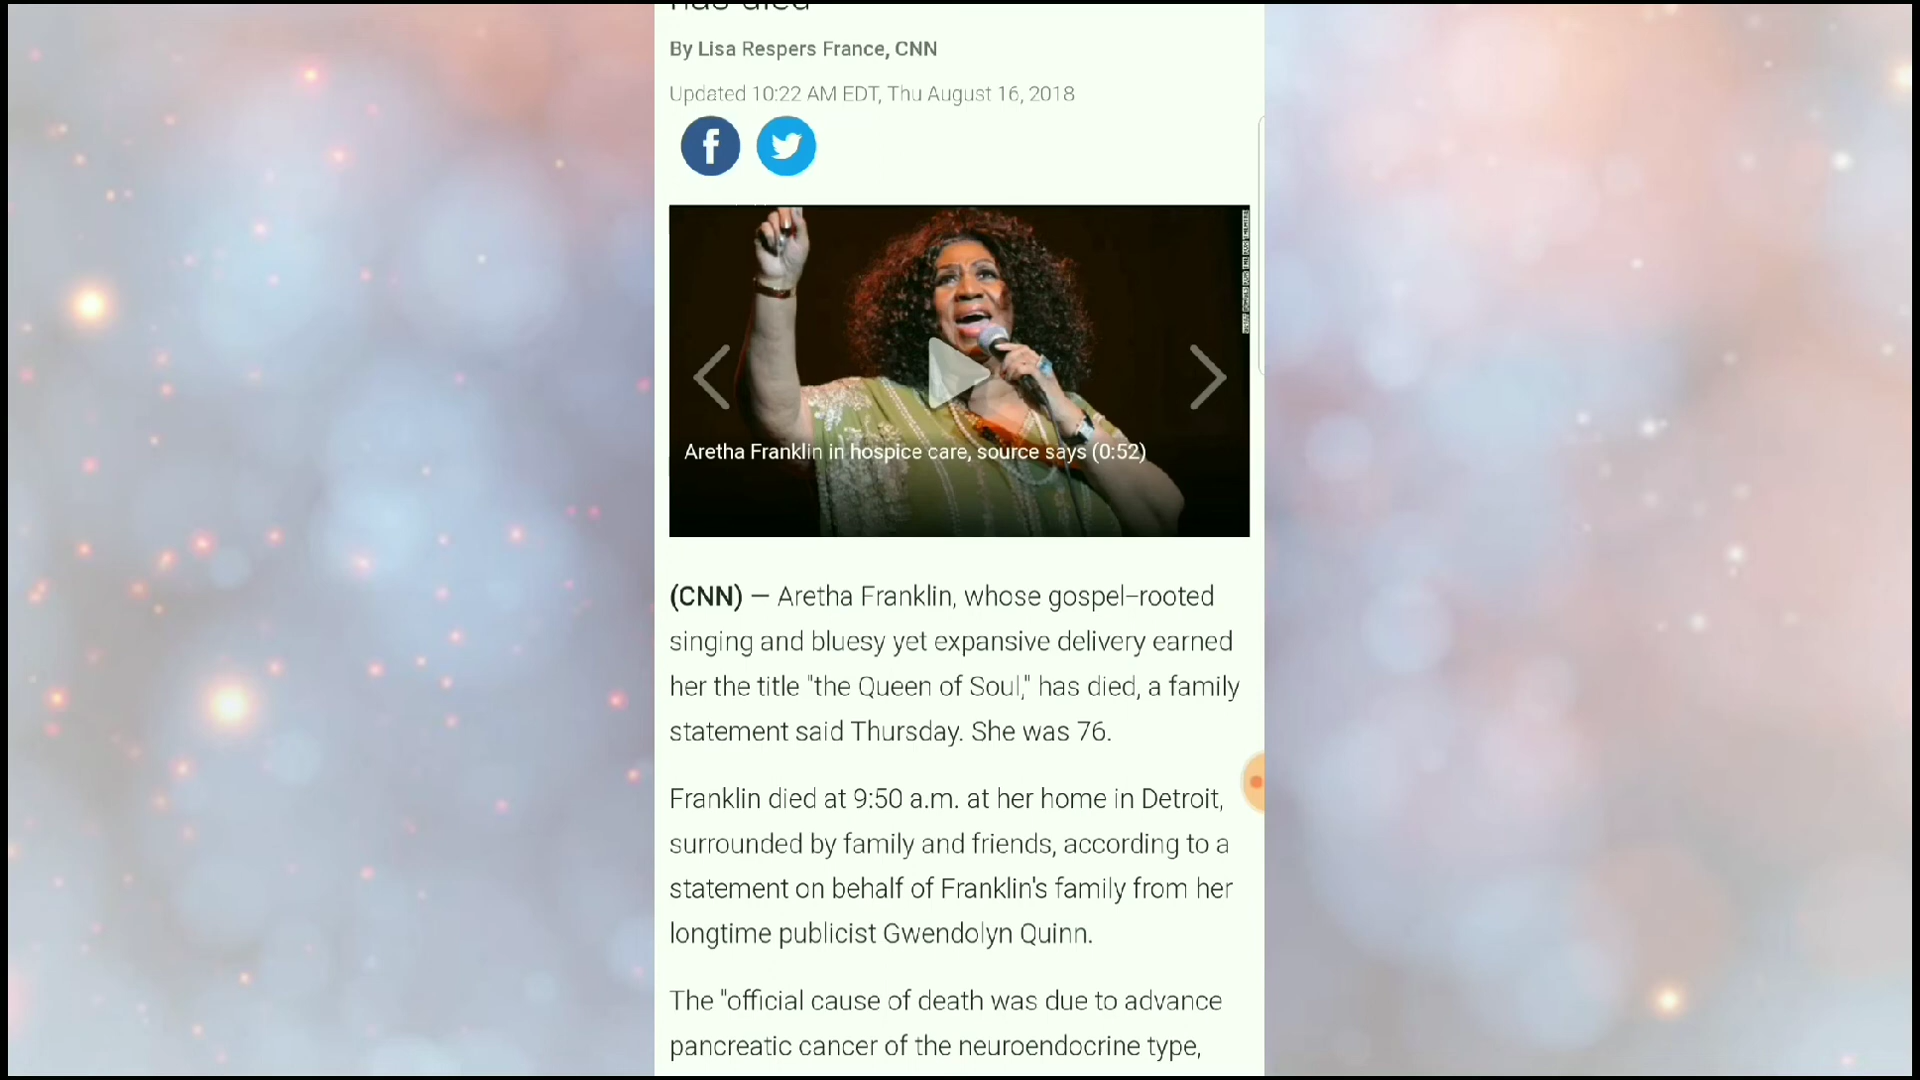 has died
By Lisa Respers France, CNN
Updated 10:22 AM EDT, Thu August 16, 2018
Aretha Franklin in hospice care, source says (0:52)
(CNN) — Aretha Franklin, whose gospel-rooted
singing and bluesy yet expansive delivery earned
her the title "the Queen of Soul," has died, a family
statement said Thursday. She was 76.
Franklin died at 9:50 a.m. at her home in Detroit,
surrounded by family and friends, according to a
statement on behalf of Franklin's family from her
longtime publicist Gwendolyn Quinn.
The "official cause of death was due to advance
pancreatic cancer of the neuroendocrine type,